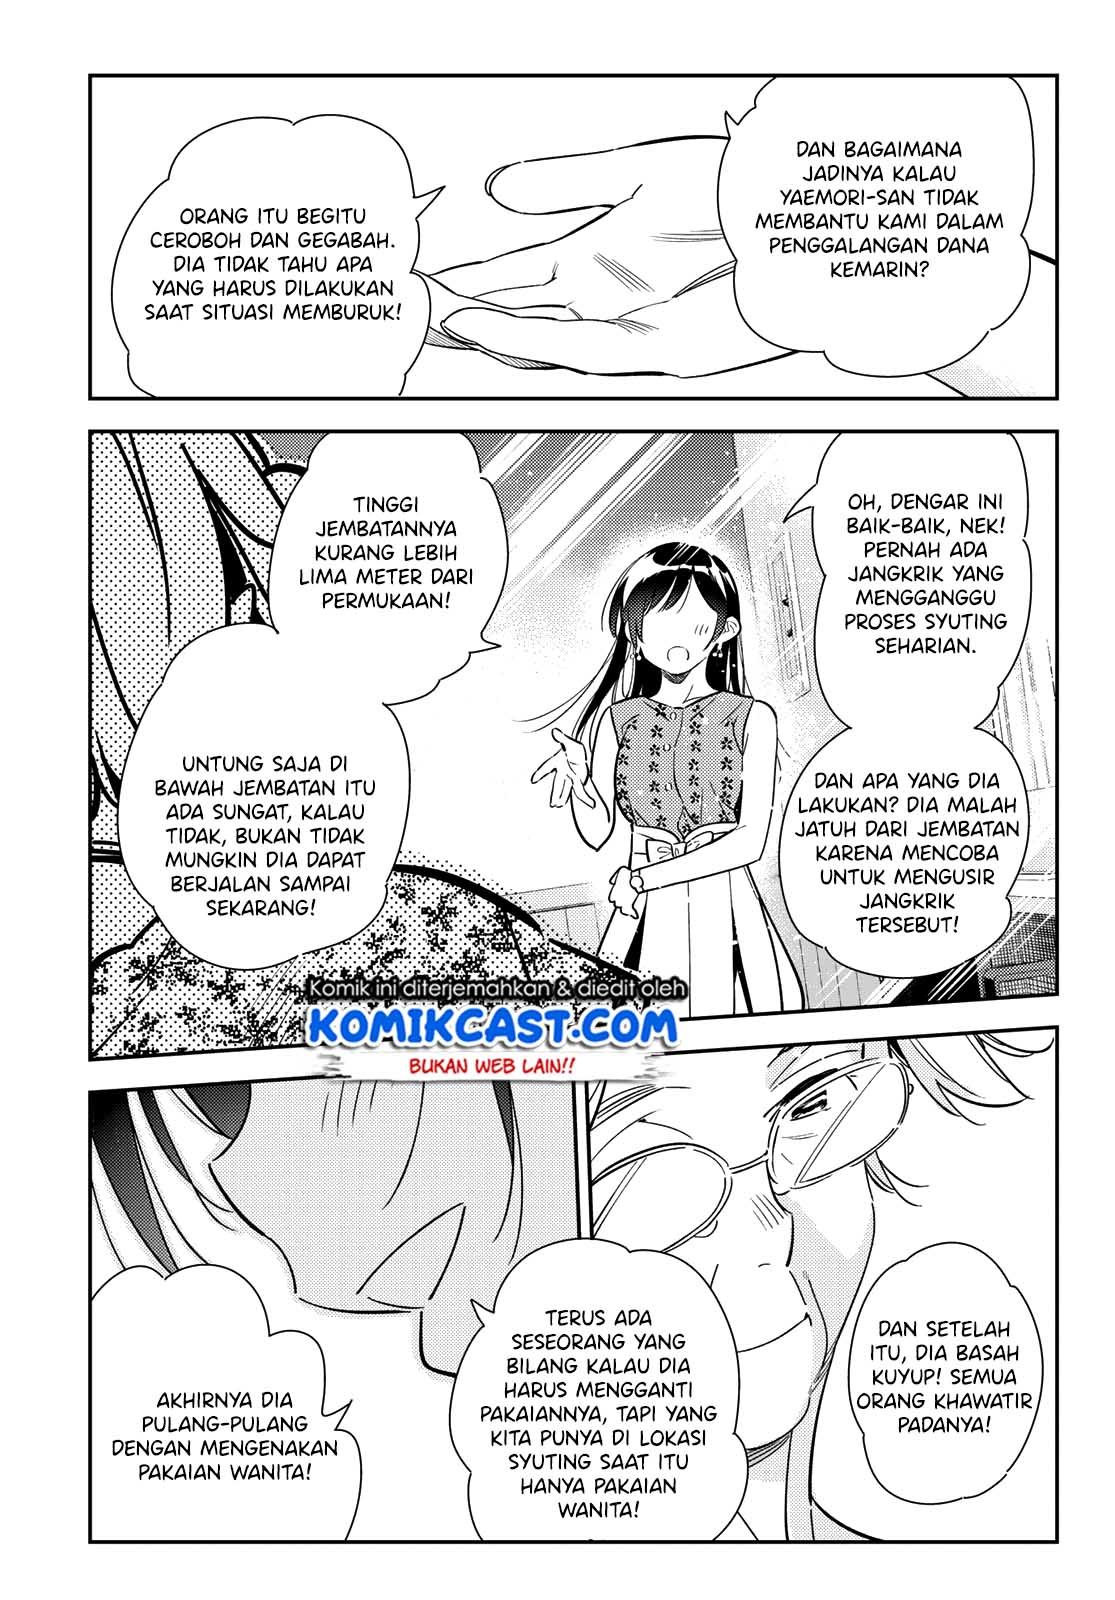 DAN BAGAIMANA
JADINYA KALAU
YAEMORI-SAN TIDAK
MEMBANTU KAMI DALAM
PENGGALANGAN DANA
KEMARIN?
ORANG ITU BEGITU
CEROBOH DAN GEGABAH.
DIA TIDAK TAHU APA
YANG HARUS DILAKUKAN
SAAT SITUASI MEMBURUK!
OH, DENGAR INI
BAIK-BAIK, NEK!
PERNAH ADA
JANGKRIK YANG
MENGGANGGU
PROSES SYUTING
SEHARIAN.
DAN APA YANG DIA
LAKUKAN? DIA MALAH
JATUH DARI JEMBATAN
KARENA MENCOBA
UNTUK MENGUSIR
JANGKRIK
TERSEBUT!
TINGGI
JEMBATANNYA
KURANG LEBIH
LIMA METER DARI
PERMUKAAN!
UNTUNG SAJA DI
BAWAH JEMBATAN ITU
ADA SUNGAT, KALAU
TIDAK, BUKAN TIDAK
MUNGKIN DIA DAPAT
BERJALAN SAMPAI
SEKARANG!
Komik ini diterjemahkan & diedit oleh
KOMIKCAST.COM
BUKAN WEB LAIN!!
DAN SETELAH
ITU, DIA BASAH
KUYUP! SEMUA
ORANG KHAWATIR
PADANYA!
TERUS ADA
SESEORANG YANG
BILANG KALAU DIA
HARUS MENGGANTI
PAKAIANNYA, TAPI YANG
KITA PUNYA DI LOKASI
SYUTING SAAT ITU
HANYA PAKAIAN
WANITA!
AKHIRNYA DIA
PULANG-PULANG
DENGAN MENGENAKAN
PAKAIAN WANITA!